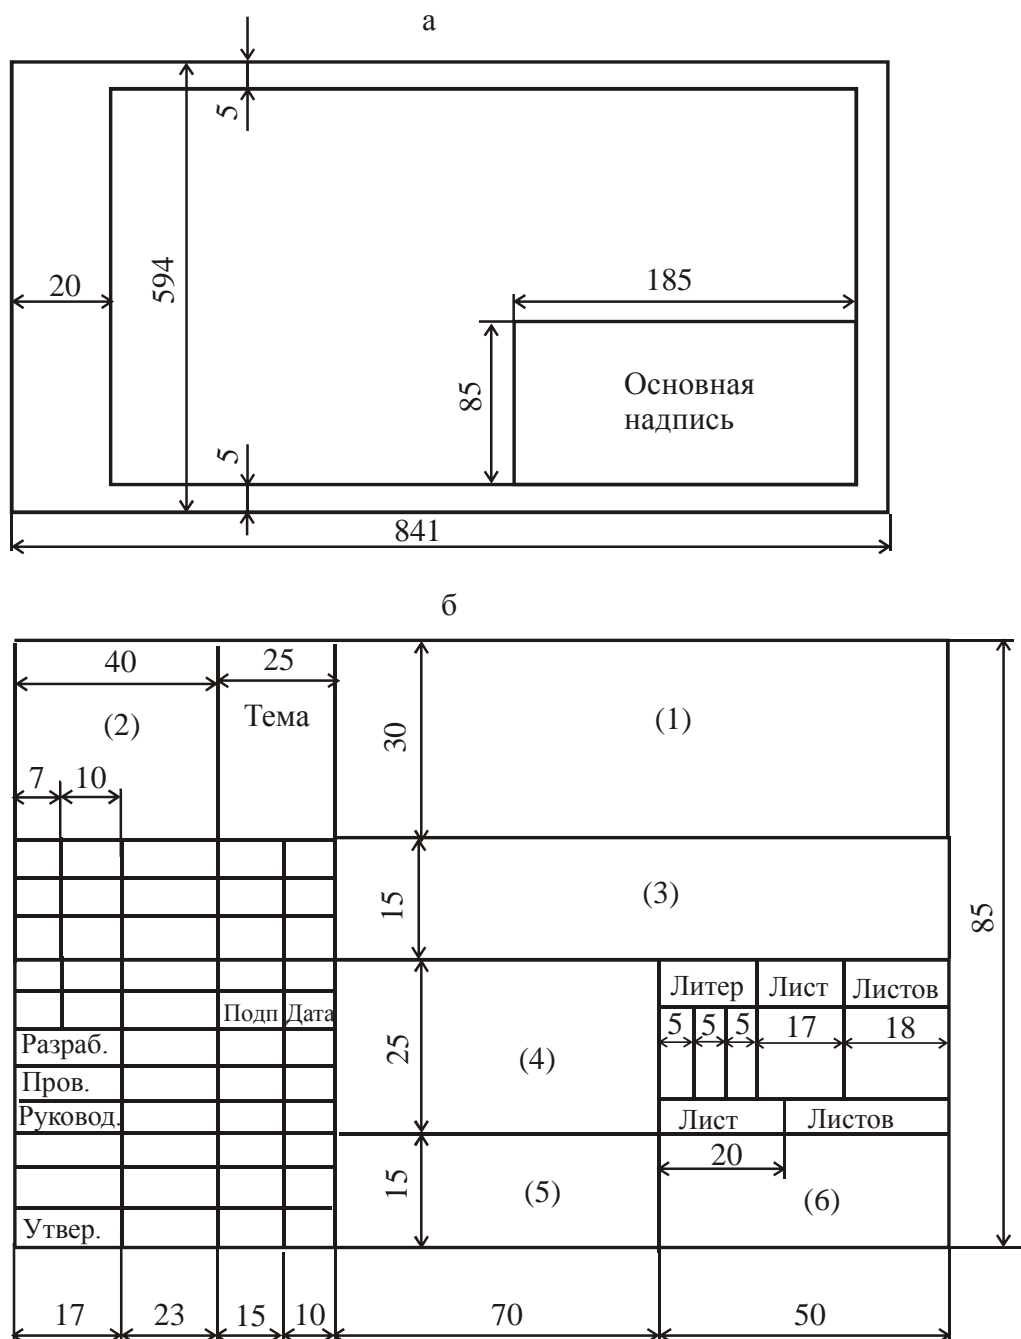 а
5
594
20
185
85
Основная
надпись
5
841
б
40
25
(2)
Тема
30
(1)
7
10
15
(3)
85
Литер
Лист
Листов
Подп
Дата
5
5
5
17
18
Разраб.
25
(4)
Пров.
Руковод.
Лист
Листов
20
15
(5)
(6)
Утвер.
17
23
15
10
70
50